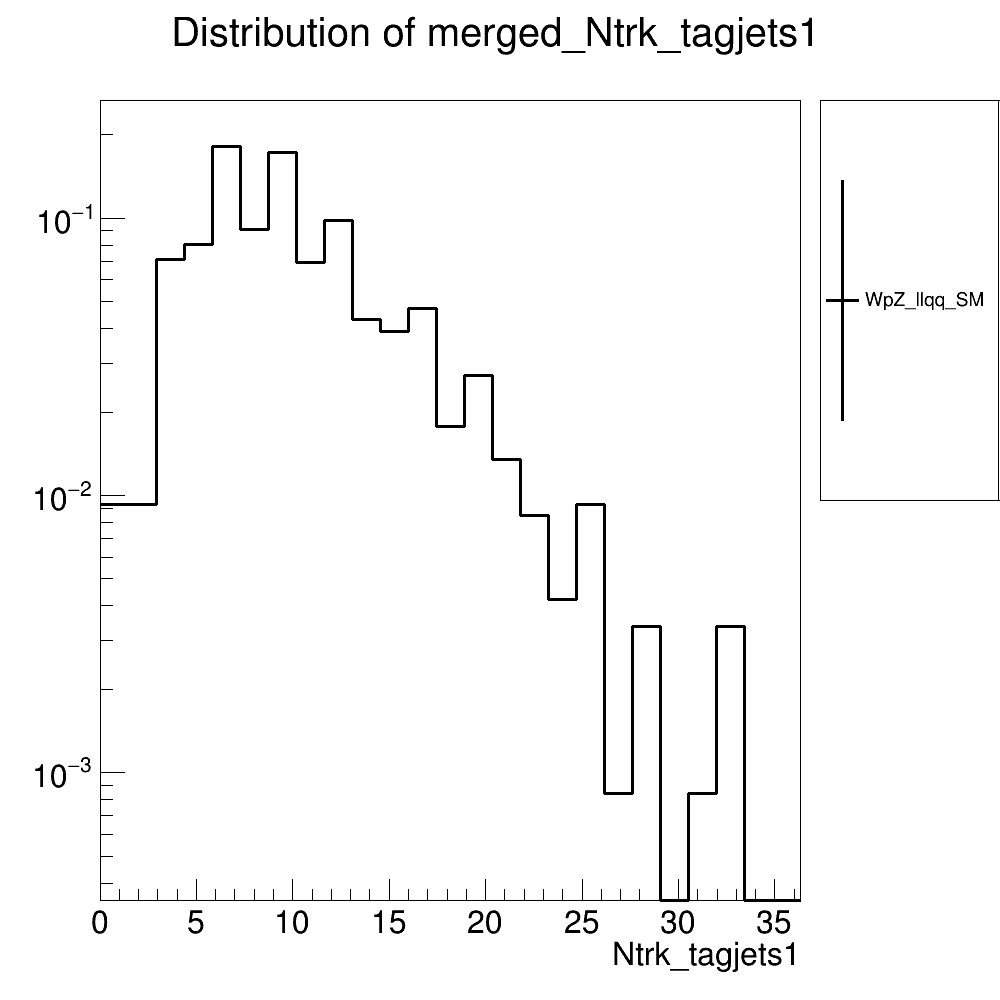 Distribution of merged_Ntrk_tagjets1
10−1
10−2
10−3
WpZ_llqq_SM
0 5 10 15 20 25 30 35
Ntrk_tagjets1